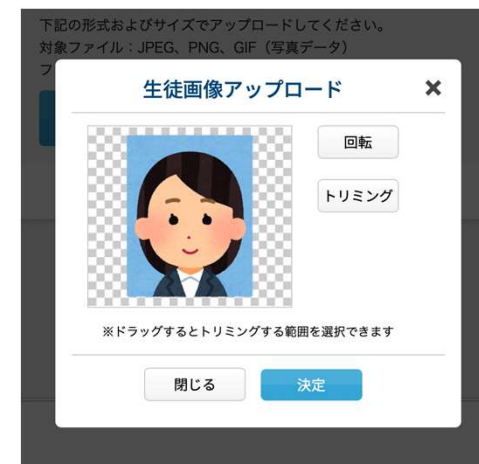 下記の形式およびサイズでアップロードしてください。
対象ファイル：JPEG、PNG、GIF（写真データ）
フ
生徒画像アップロード
×
回転
トリミング
※ドラッグするとトリミングする範囲を選択できます
閉じる
決定